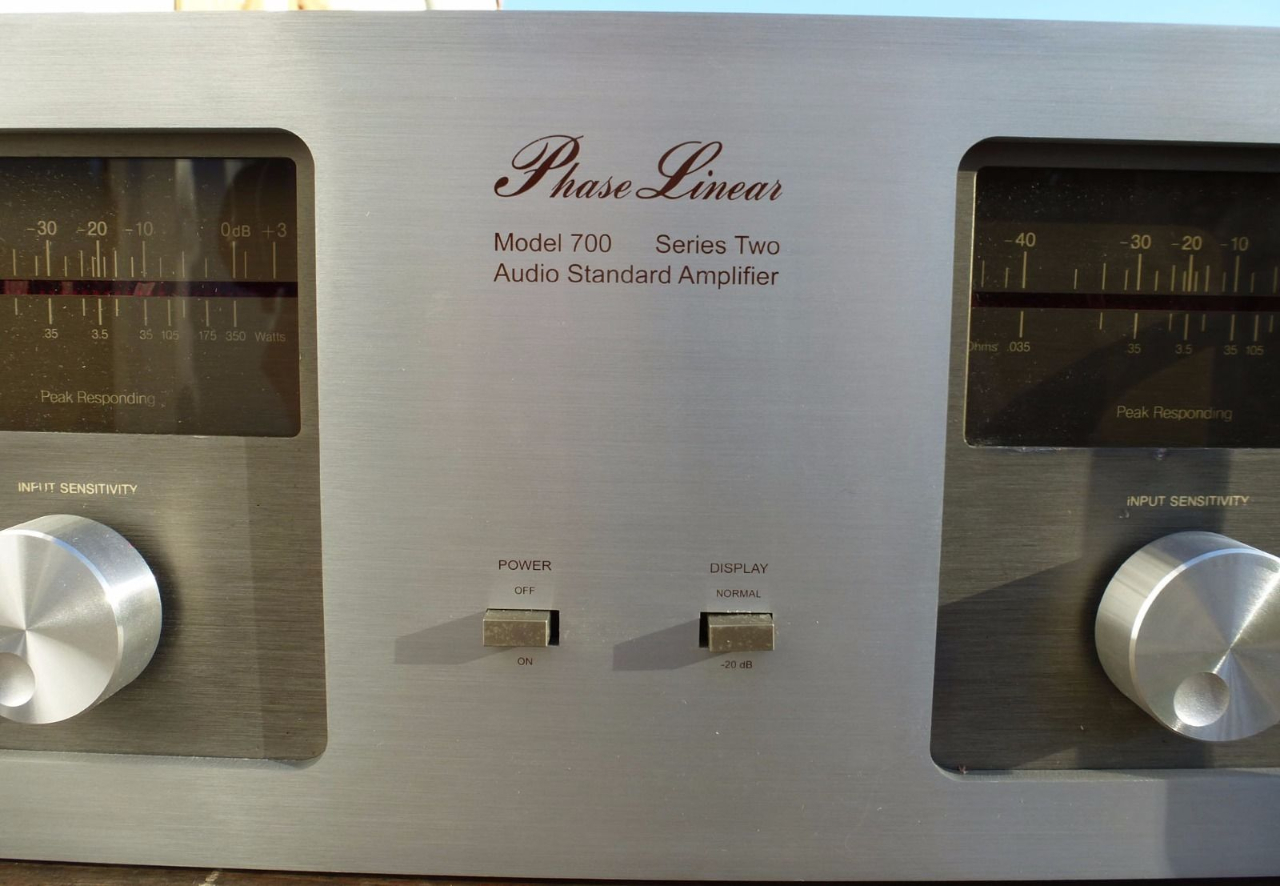 Phase Linear
Model 700 Series Two
Audio Standard Amplifier
-30 -20 -10 0dB +3
.35 3.5 35 105 175 350 Watts
Peak Responding
INPUT SENSITIVITY
-40 -30 -20 -10
Ohms .035 .35 3.5 35 105
Peak Responding
INPUT SENSITIVITY
POWER
OFF
ON
DISPLAY
NORMAL
-20 dB